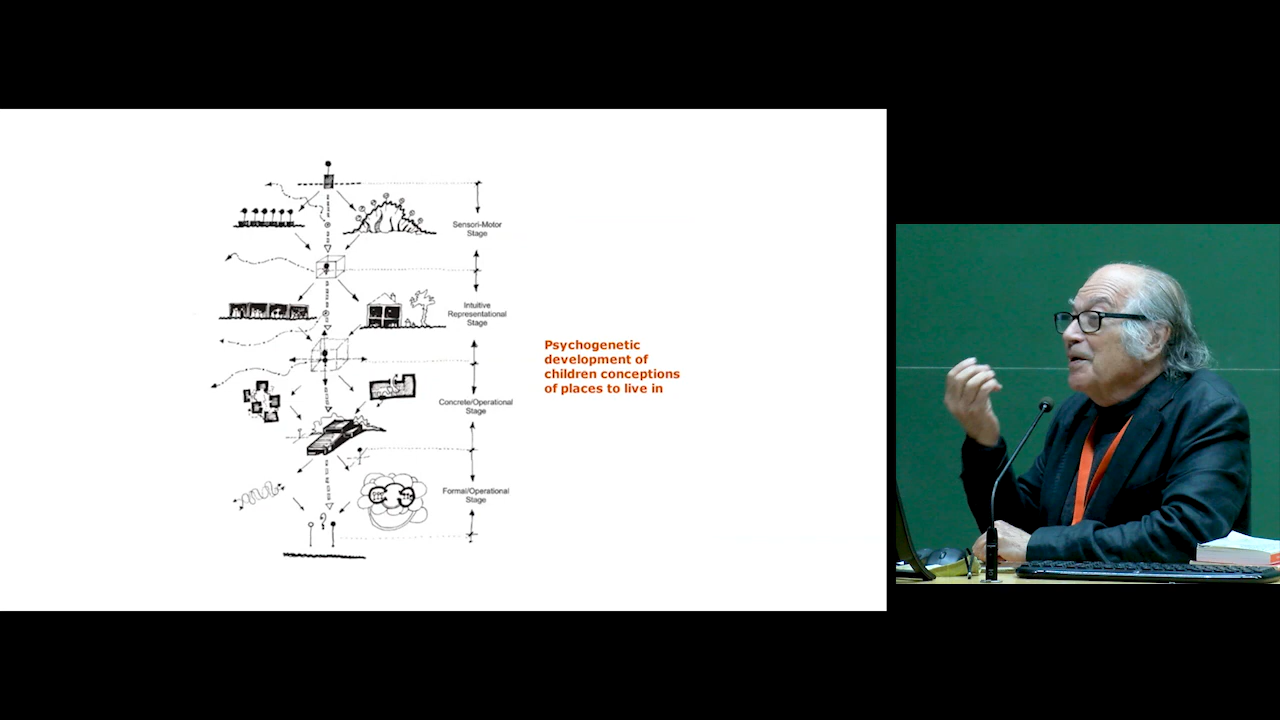 Sensori-Motor
Stage
Intuitive
Representational
Stage
Psychogenetic
development of
children conceptions
of places to live in
Concrete/Operational
Stage
Formal/Operational
Stage
?